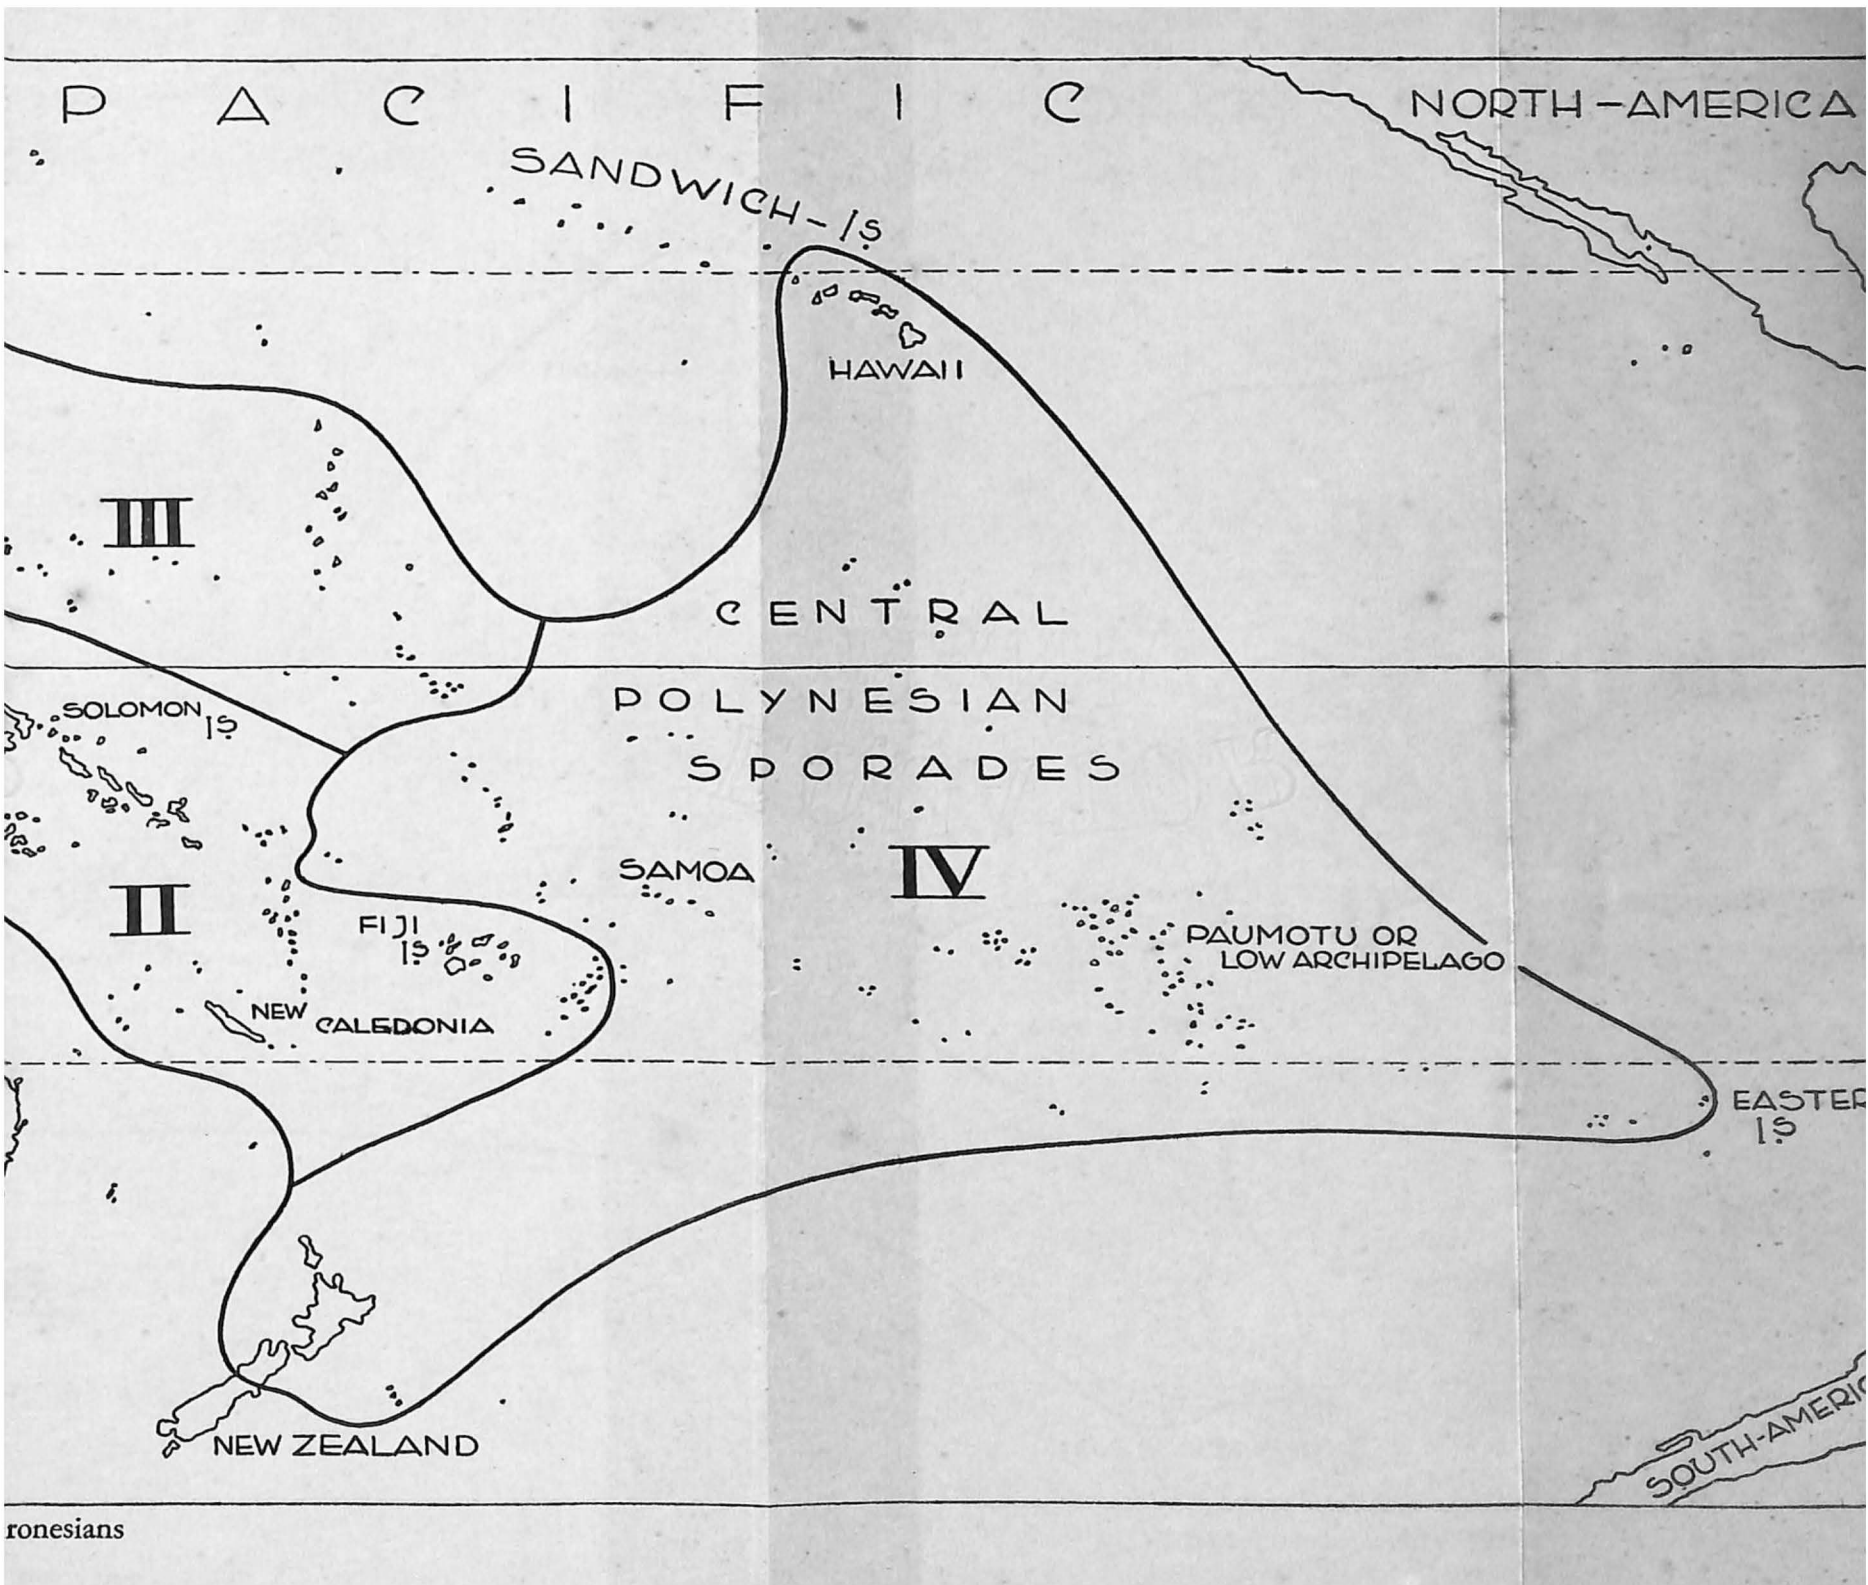 PACIFIC
NORTH-AMERICA
SANDWICH-IS
HAWAII
III
CENTRAL
POLYNESIAN
SPORADES
SOLOMON IS
IV
SAMOA
II
FIJI
IS
PAUMOTU OR
LOW ARCHIPELAGO
NEW CALEDONIA
EASTER
IS
NEW ZEALAND
SOUTH-AMERIC
ronesians